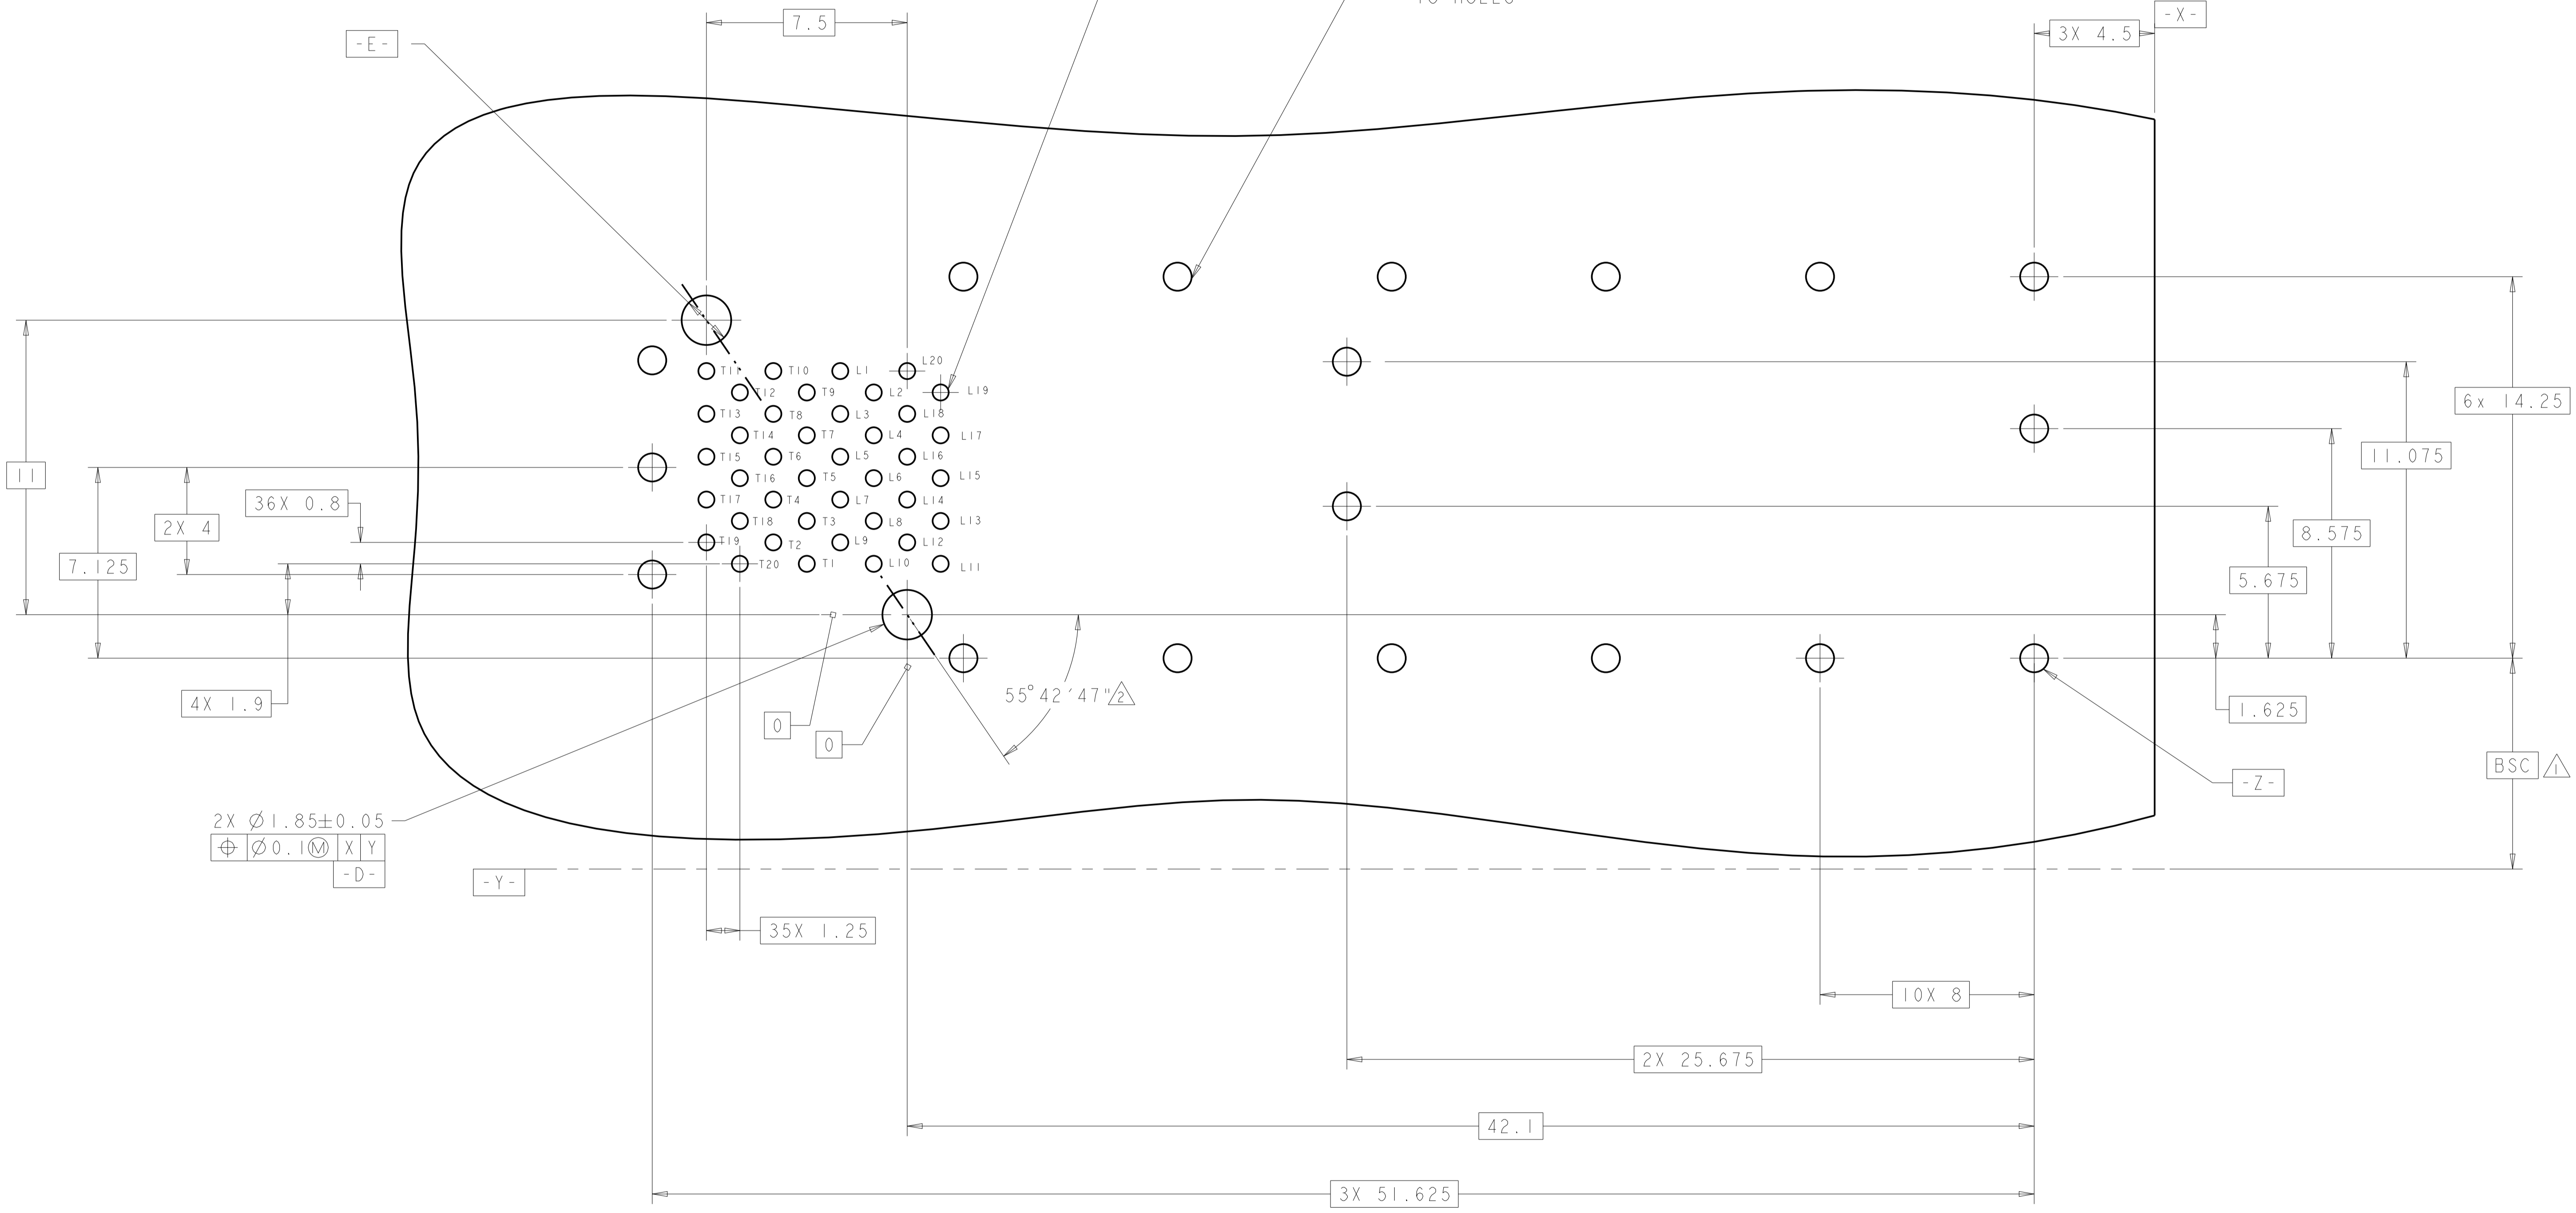 7.5
-X-
3X 4.5
-E-
L20
T11
T10
L1
T12
T9
L2
L19
T13
T8
L3
L18
T14
T7
L4
L17
T15
T6
L5
L16
T16
T5
L6
L15
T17
T4
L7
L14
T18
T3
L8
L13
T19
T2
L9
L12
T20
T1
L10
L11
6x 14.25
11.075
8.575
5.675
1.625
11
36X 0.8
2X 4
7.125
4X 1.9
0
0
55°42'47" 2
BSC 1
-Z-
2X Ø1.85±0.05
⌖ Ø0.1Ⓜ X Y
-D-
-Y-
35X 1.25
10X 8
2X 25.675
42.1
3X 51.625